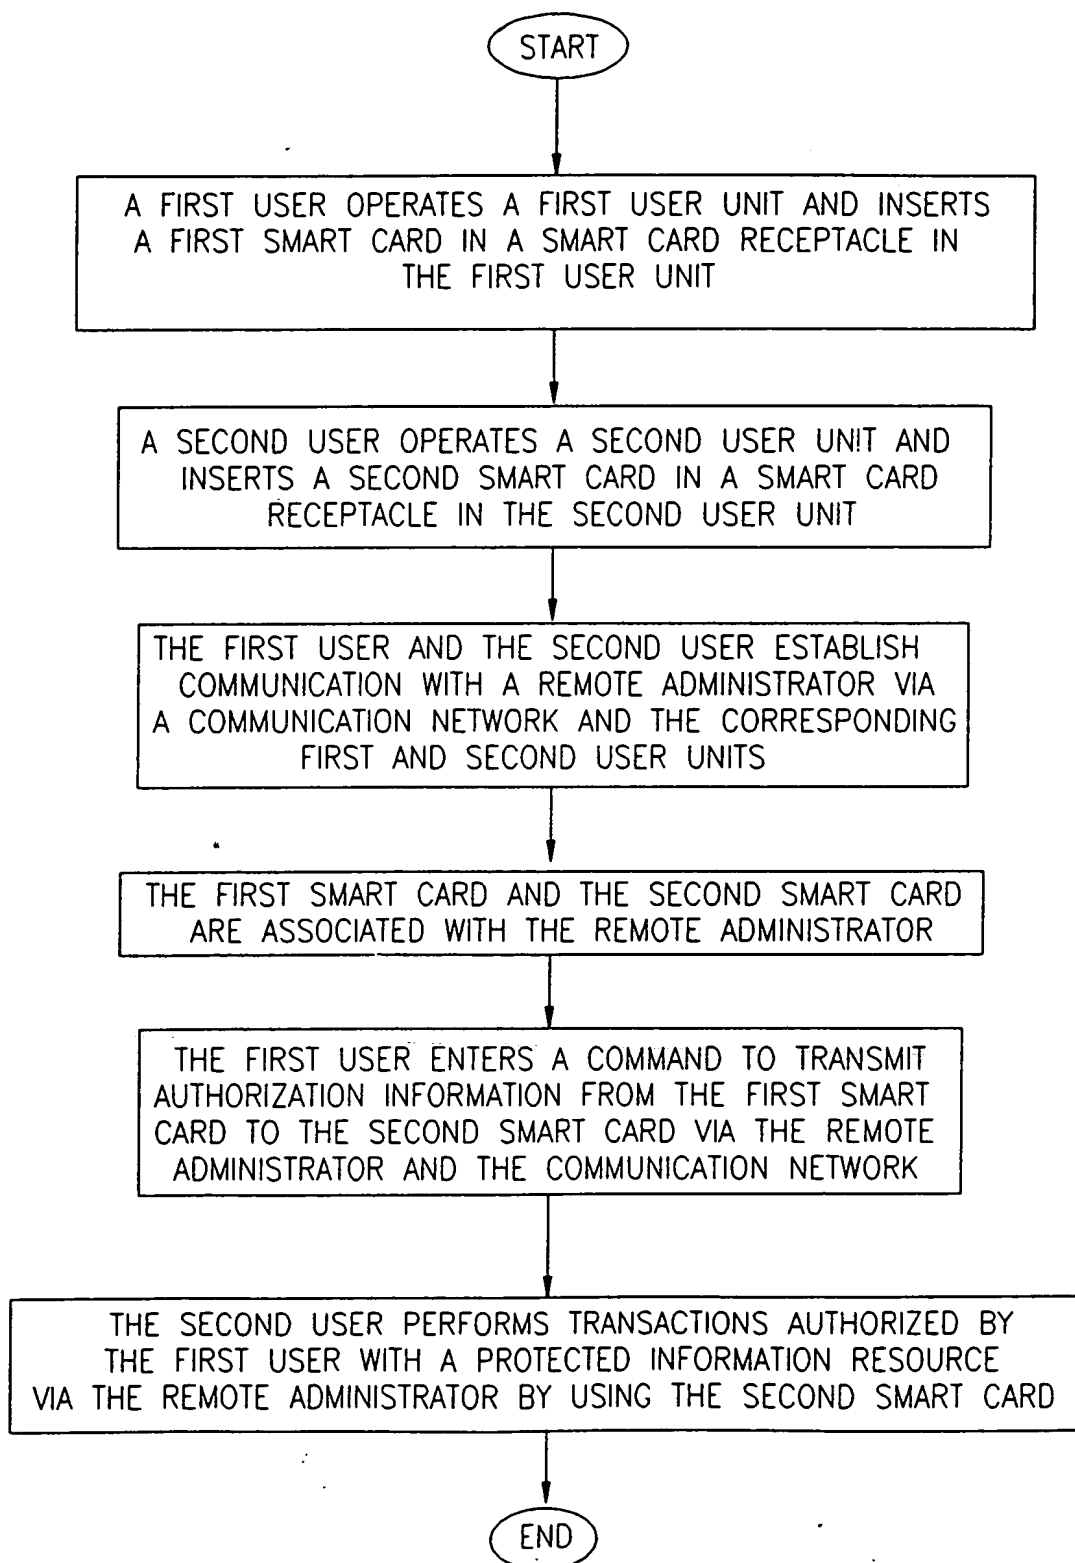 START
A FIRST USER OPERATES A FIRST USER UNIT AND INSERTS
A FIRST SMART CARD IN A SMART CARD RECEPTACLE IN
THE FIRST USER UNIT
A SECOND USER OPERATES A SECOND USER UNIT AND
INSERTS A SECOND SMART CARD IN A SMART CARD
RECEPTACLE IN THE SECOND USER UNIT
THE FIRST USER AND THE SECOND USER ESTABLISH
COMMUNICATION WITH A REMOTE ADMINISTRATOR VIA
A COMMUNICATION NETWORK AND THE CORRESPONDING
FIRST AND SECOND USER UNITS
THE FIRST SMART CARD AND THE SECOND SMART CARD
ARE ASSOCIATED WITH THE REMOTE ADMINISTRATOR
THE FIRST USER ENTERS A COMMAND TO TRANSMIT
AUTHORIZATION INFORMATION FROM THE FIRST SMART
CARD TO THE SECOND SMART CARD VIA THE REMOTE
ADMINISTRATOR AND THE COMMUNICATION NETWORK
THE SECOND USER PERFORMS TRANSACTIONS AUTHORIZED BY
THE FIRST USER WITH A PROTECTED INFORMATION RESOURCE
VIA THE REMOTE ADMINISTRATOR BY USING THE SECOND SMART CARD
END